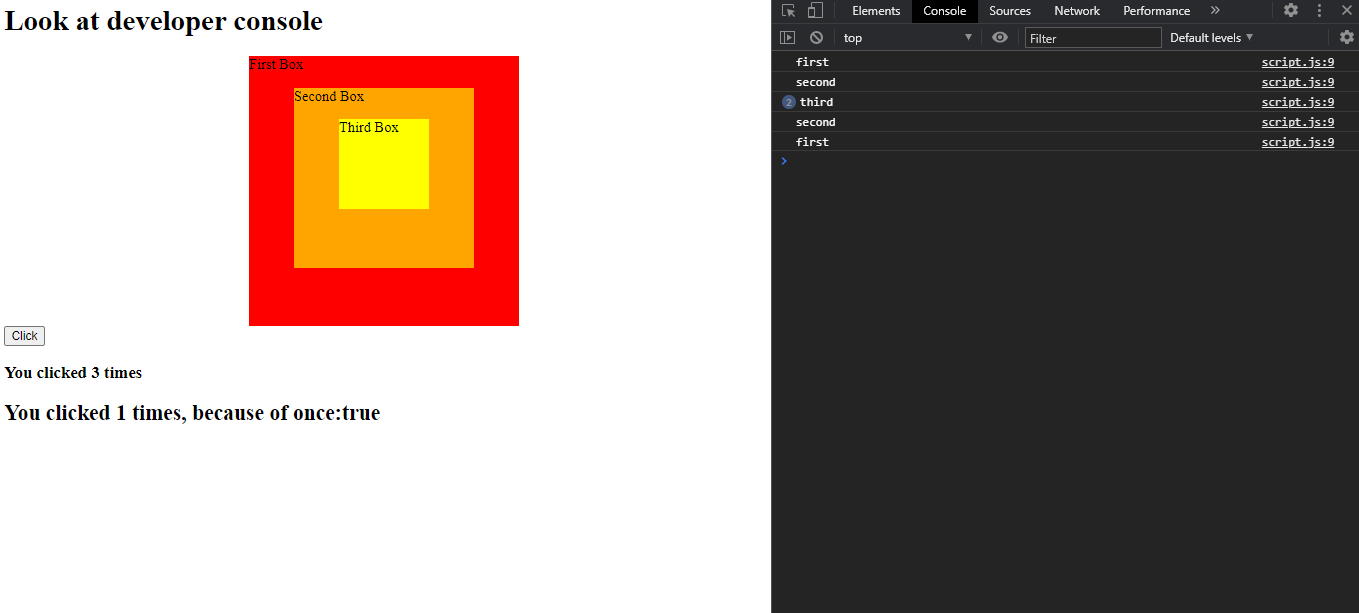 Look at developer console
First Box
Second Box
Third Box
Click
You clicked 3 times
You clicked 1 times, because of once:true
Elements Console Sources Network Performance »
top ▼ Filter Default levels ▼
first script.js:9
second script.js:9
2 third script.js:9
second script.js:9
first script.js:9
>